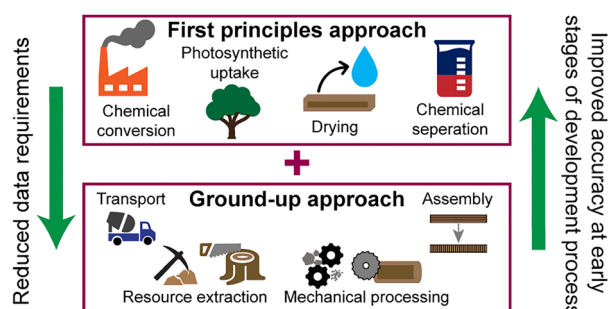 First principles approach
Photosynthetic
uptake
Chemical
conversion
Drying
Chemical
seperation
+
Ground-up approach
Transport
Assembly
Resource extraction
Mechanical processing
Reduced data requirements
Improved accuracy at early
stages of development process